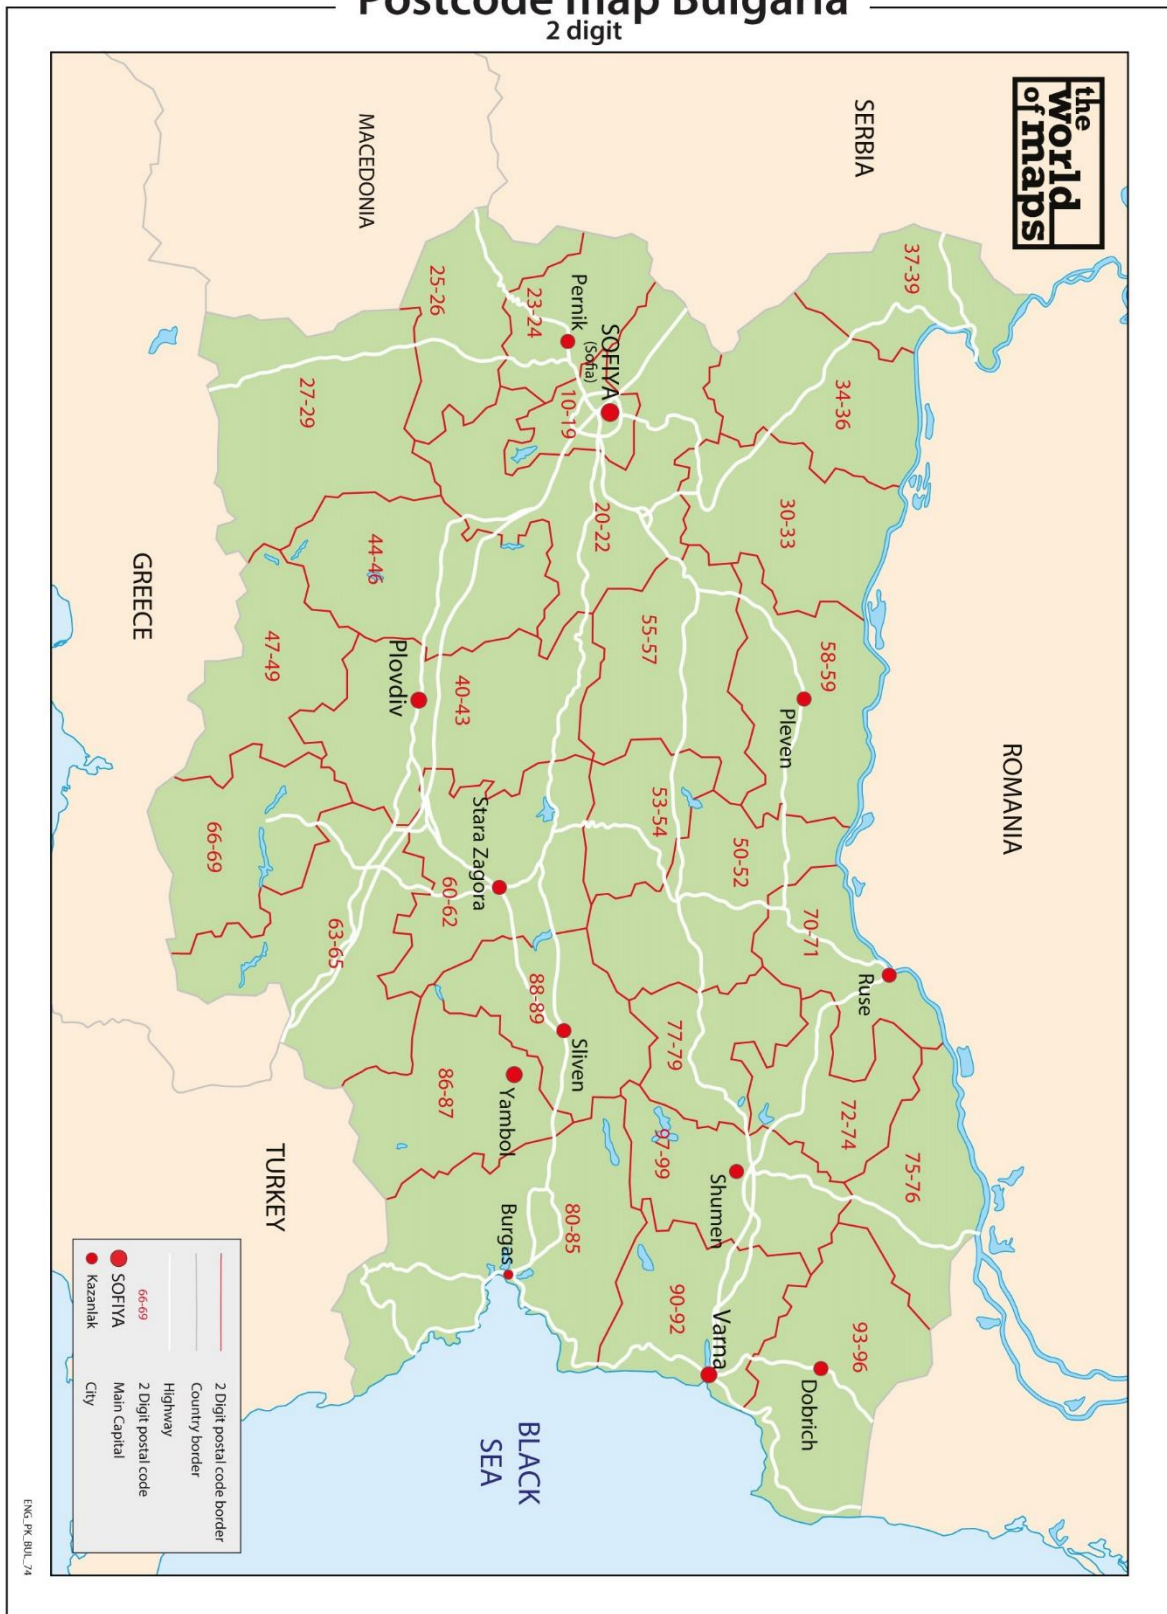 Postcode map Bulgaria
2 digit
the
world
of maps
SERBIA
MACEDONIA
ROMANIA
GREECE
TURKEY
BLACK
SEA
37-39
34-36
30-33
58-59
25-26
23-24
Pernik
SOFIYA
(Sofia)
10-19
20-22
27-29
44-46
47-49
55-57
Pleven
Plovdiv
40-43
53-54
50-52
Stara Zagora
60-62
66-69
63-65
70-71
Ruse
88-89
Sliven
77-79
86-87
Yambol
72-74
75-76
97-99
Shumen
80-85
Burgas
90-92
Varna
93-96
Dobrich
2 Digit postal code border
Country border
Highway
66-69 2 Digit postal code
SOFIYA Main Capital
Kazanlak City
ENG_PK_BUL_74